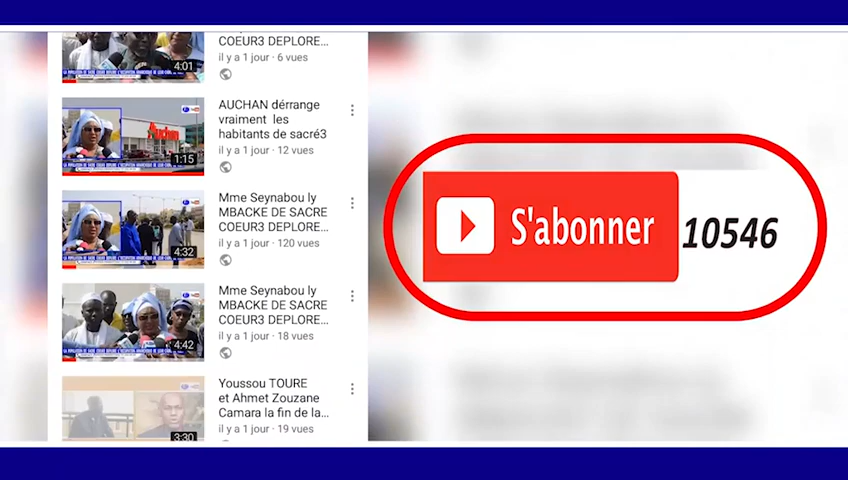 COEUR3 DEPLORE...
il y a 1 jour · 6 vues
4:01
AUCHAN dérrange
vraiment les
habitants de sacré3
il y a 1 jour · 12 vues
Auchan
1:15
Mme Seynabou ly
MBACKE DE SACRE
COEUR3 DEPLORE...
il y a 1 jour · 120 vues
4:32
Mme Seynabou ly
MBACKE DE SACRE
COEUR3 DEPLORE...
il y a 1 jour · 18 vues
4:42
Youssou TOURE
et Ahmet Zouzane
Camara la fin de la...
il y a 1 jour · 19 vues
3:30
S'abonner
10546